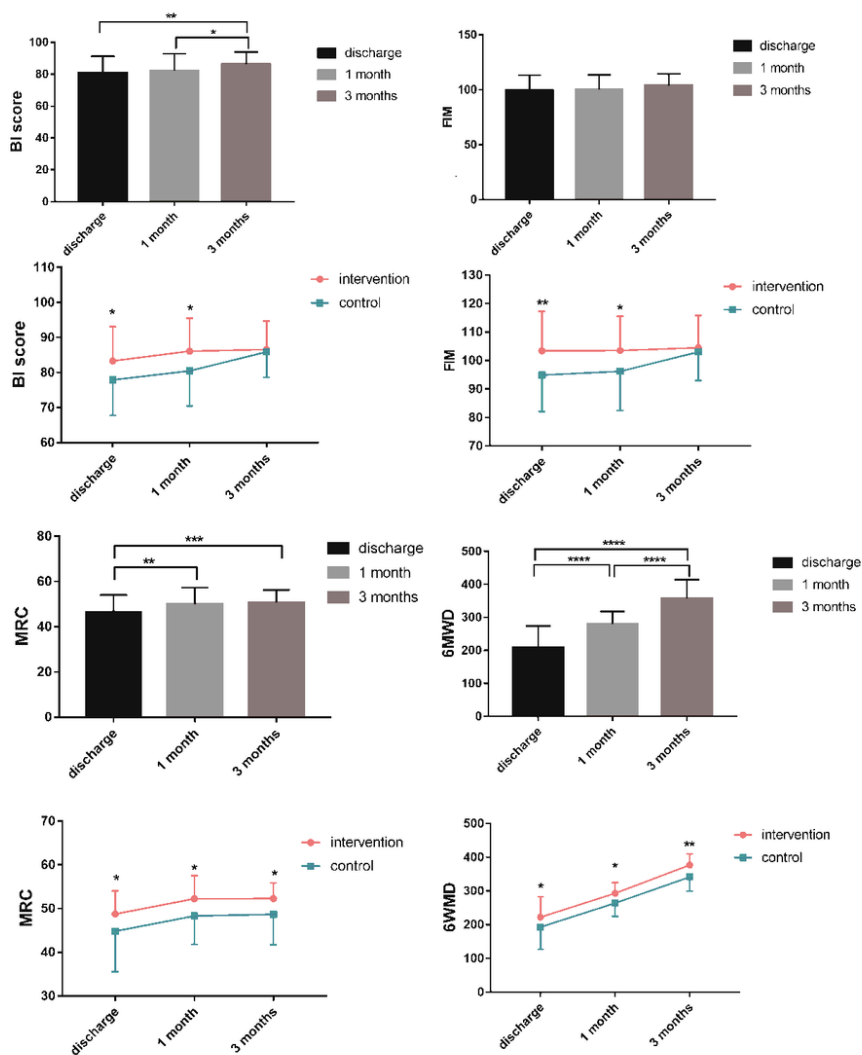 **
*
100
80
60
40
20
0
BI score
discharge
1 month
3 months
discharge
1 month
3 months
150
100
50
0
FIM
discharge
1 month
3 months
discharge
1 month
3 months
110
100
90
80
70
60
BI score
*
*
intervention
control
discharge
1 month
3 months
130
120
110
100
90
80
70
FIM
**
*
intervention
control
discharge
1 month
3 months
80
60
40
20
0
MRC
***
**
discharge
1 month
3 months
discharge
1 month
3 months
500
400
300
200
100
0
6MWD
****
****
****
discharge
1 month
3 months
discharge
1 month
3 months
70
60
50
40
30
MRC
*
*
*
intervention
control
discharge
1 month
3 months
500
400
300
200
100
0
6WMD
*
*
**
intervention
control
discharge
1 month
3 months